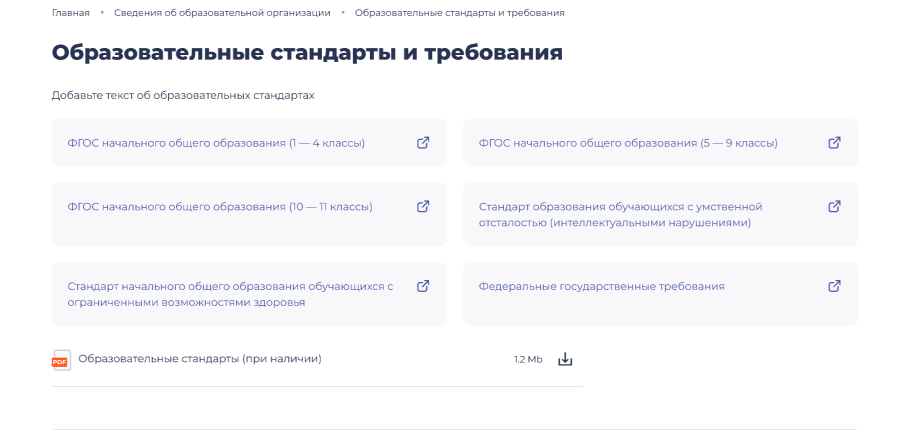 Главная • Сведения об образовательной организации • Образовательные стандарты и требования
Образовательные стандарты и требования
Добавьте текст об образовательных стандартах
ФГОС начального общего образования (1 — 4 классы)
ФГОС начального общего образования (5 — 9 классы)
ФГОС начального общего образования (10 — 11 классы)
Стандарт образования обучающихся с умственной
отсталостью (интеллектуальными нарушениями)
Стандарт начального общего образования обучающихся с
ограниченными возможностями здоровья
Федеральные государственные требования
PDF Образовательные стандарты (при наличии) 1.2 Mb